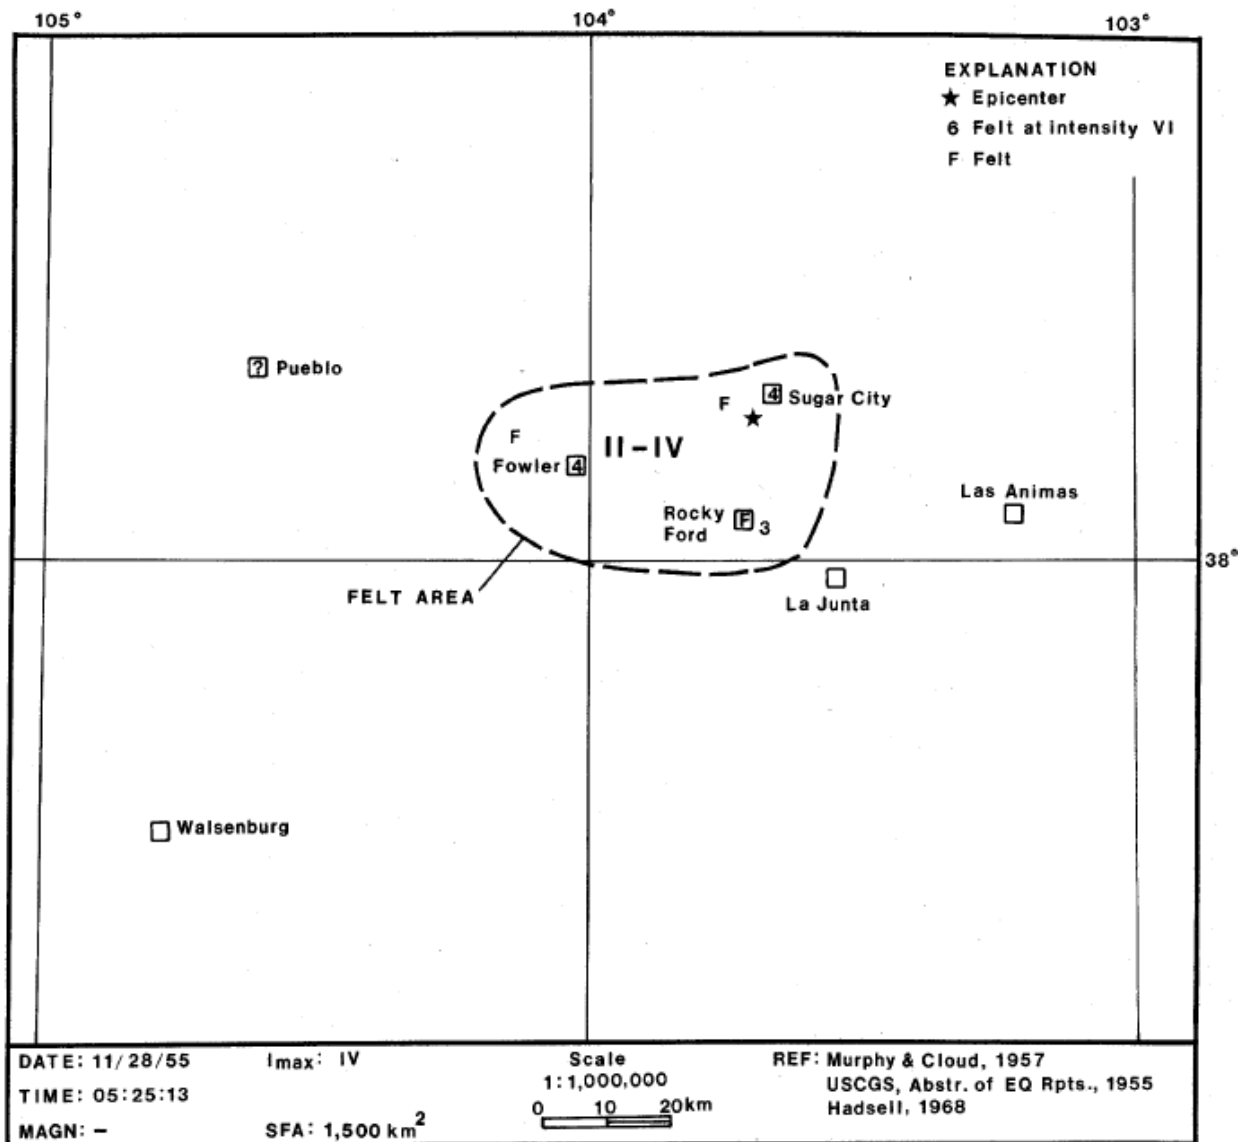 105°
104°
103°
EXPLANATION
★ Epicenter
6 Felt at intensity VI
F Felt
? Pueblo
F
4 Sugar City
F
II-IV
Fowler 4
Las Animas
Rocky
Ford
F 3
38°
FELT AREA
La Junta
Walsenburg
DATE: 11/28/55
TIME: 05:25:13
MAGN: –
Imax: IV
SFA: 1,500 km²
Scale
1:1,000,000
0 10 20km
REF: Murphy & Cloud, 1957
USCGS, Abstr. of EQ Rpts., 1955
Hadsell, 1968